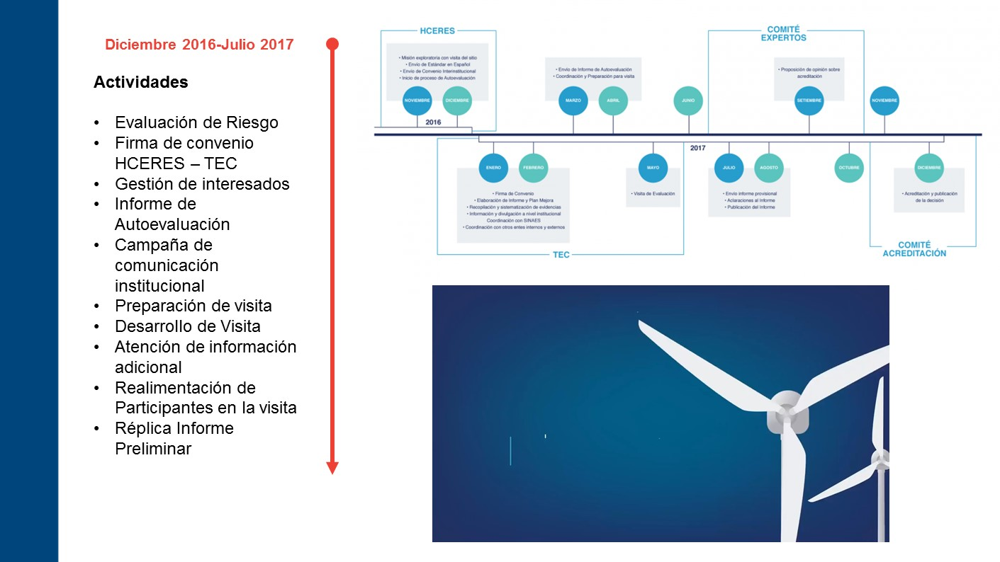 Diciembre 2016-Julio 2017
Actividades
• Evaluación de Riesgo
• Firma de convenio
HCERES – TEC
• Gestión de interesados
• Informe de
Autoevaluación
• Campaña de
comunicación
institucional
• Preparación de visita
• Desarrollo de Visita
• Atención de información
adicional
• Realimentación de
Participantes en la visita
• Réplica Informe
Preliminar
HCERES
• Misión exploratoria con visita del sitio
• Envío de Estándar en Español
• Envío de Convenio Interinstitucional
• Inicio de proceso de Autoevaluación
NOVIEMBRE
DICIEMBRE
2016
• Envío de Informe de Autoevaluación
• Coordinación y Preparación para visita
MARZO
ABRIL
JUNIO
COMITÉ
EXPERTOS
• Proposición de opinión sobre
acreditación
SETIEMBRE
NOVIEMBRE
2017
ENERO
FEBRERO
• Firma de Convenio
• Elaboración de Informe y Plan Mejora
• Recopilación y sistematización de evidencias
• Información y divulgación a nivel institucional
Coordinación con SINAES
• Coordinación con otros entes internos y externos
TEC
MAYO
• Visita de Evaluación
JULIO
AGOSTO
• Envío informe provisional
• Aclaraciones al Informe
• Publicación del Informe
OCTUBRE
DICIEMBRE
• Acreditación y publicación
de la decisión
COMITÉ
ACREDITACIÓN